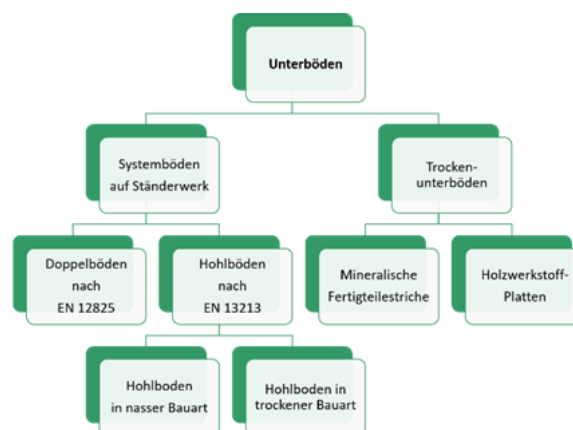 Unterböden
Systemböden
auf Ständerwerk
Trocken-
unterböden
Doppelböden
nach
EN 12825
Hohlböden
nach
EN 13213
Mineralische
Fertigteilestriche
Holzwerkstoff-
Platten
Hohlboden
in nasser Bauart
Hohlboden in
trockener Bauart